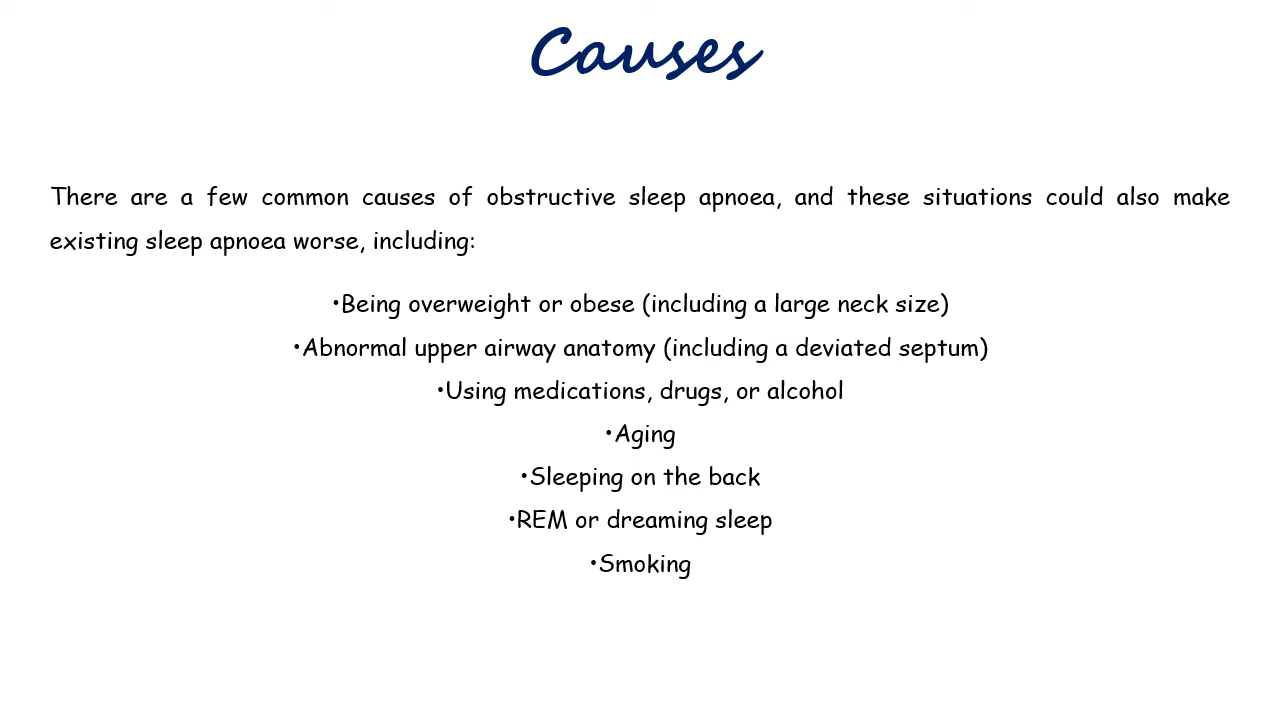 Causes
There are a few common causes of obstructive sleep apnoea, and these situations could also make
existing sleep apnoea worse, including:
•Being overweight or obese (including a large neck size)
•Abnormal upper airway anatomy (including a deviated septum)
•Using medications, drugs, or alcohol
•Aging
•Sleeping on the back
•REM or dreaming sleep
•Smoking